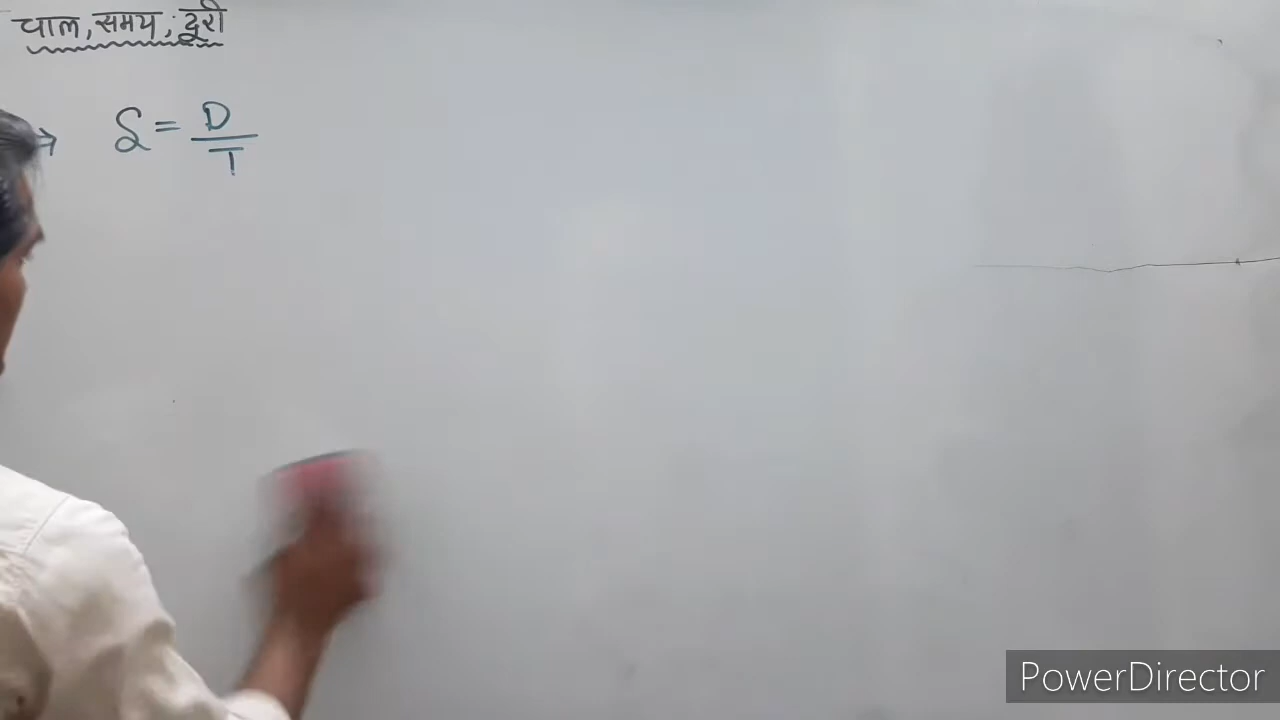 चाल, समय, दूरी
→ S = D/T
PowerDirector